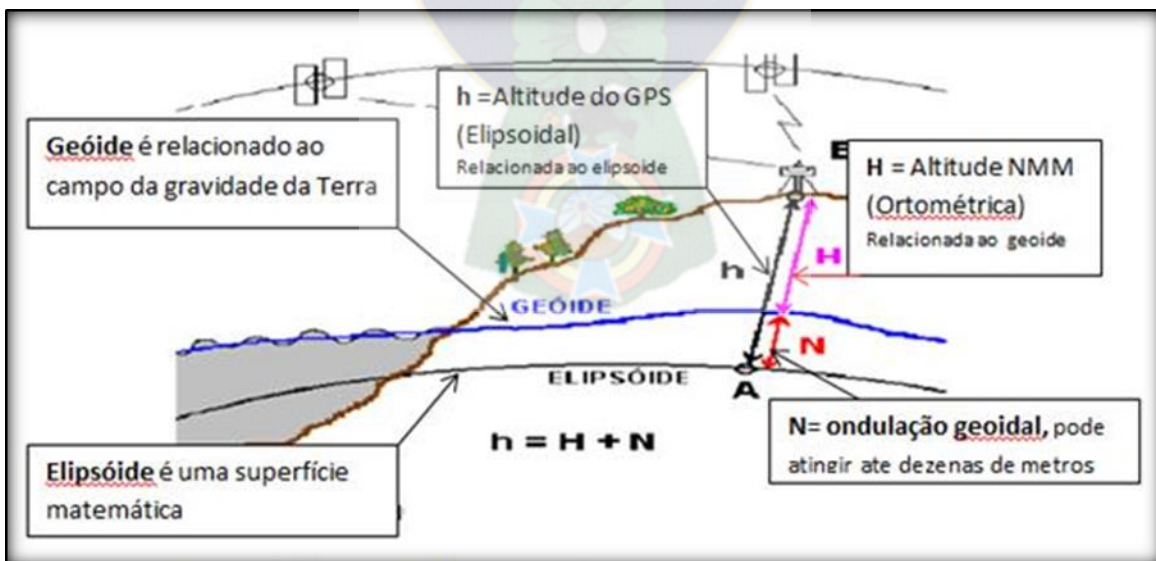 h =Altitude do GPS
(Elipsoidal)
Relacionada ao elipsoide
Geóide é relacionado ao
campo da gravidade da Terra
H = Altitude NMM
(Ortométrica)
Relacionada ao geoide
h
H
GEÓIDE
N
ELIPSÓIDE
A
h = H + N
N= ondulação geoidal, pode
atingir ate dezenas de metros
Elipsóide é uma superfície
matemática